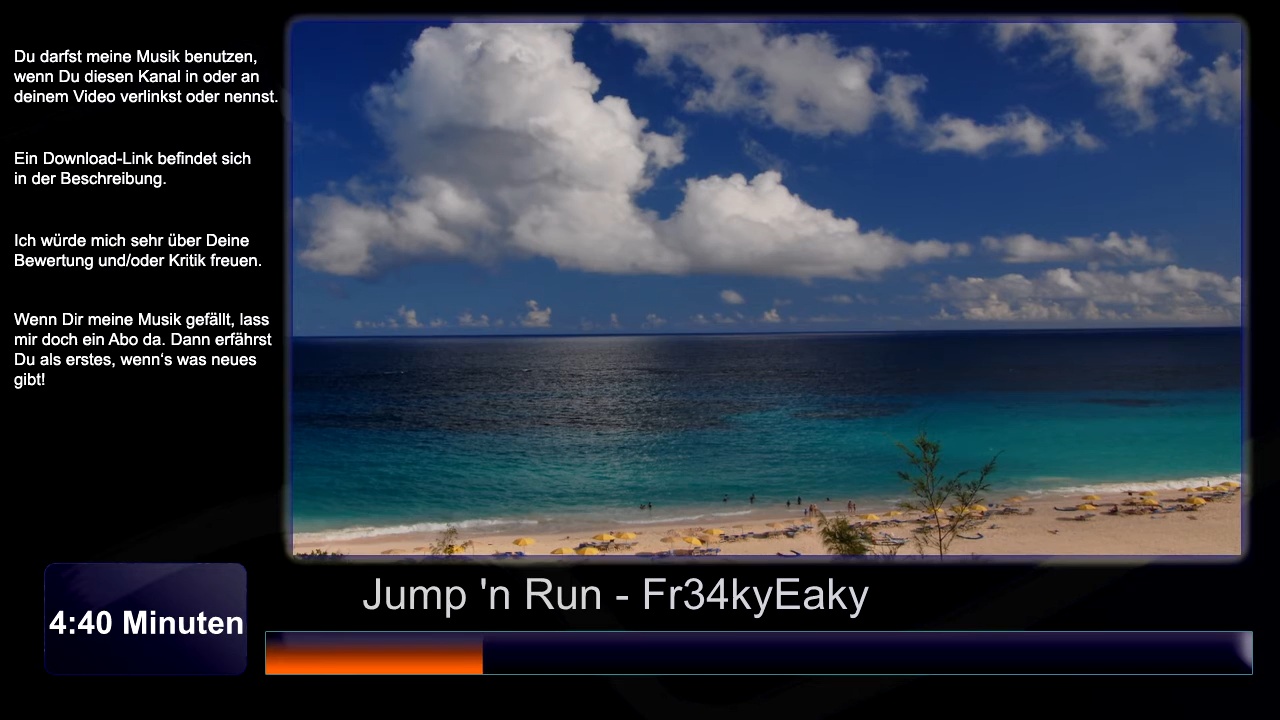 Du darfst meine Musik benutzen,
wenn Du diesen Kanal in oder an
deinem Video verlinkst oder nennst.
Ein Download-Link befindet sich
in der Beschreibung.
Ich würde mich sehr über Deine
Bewertung und/oder Kritik freuen.
Wenn Dir meine Musik gefällt, lass
mir doch ein Abo da. Dann erfährst
Du als erstes, wenn‘s was neues
gibt!
4:40 Minuten
Jump 'n Run - Fr34kyEaky